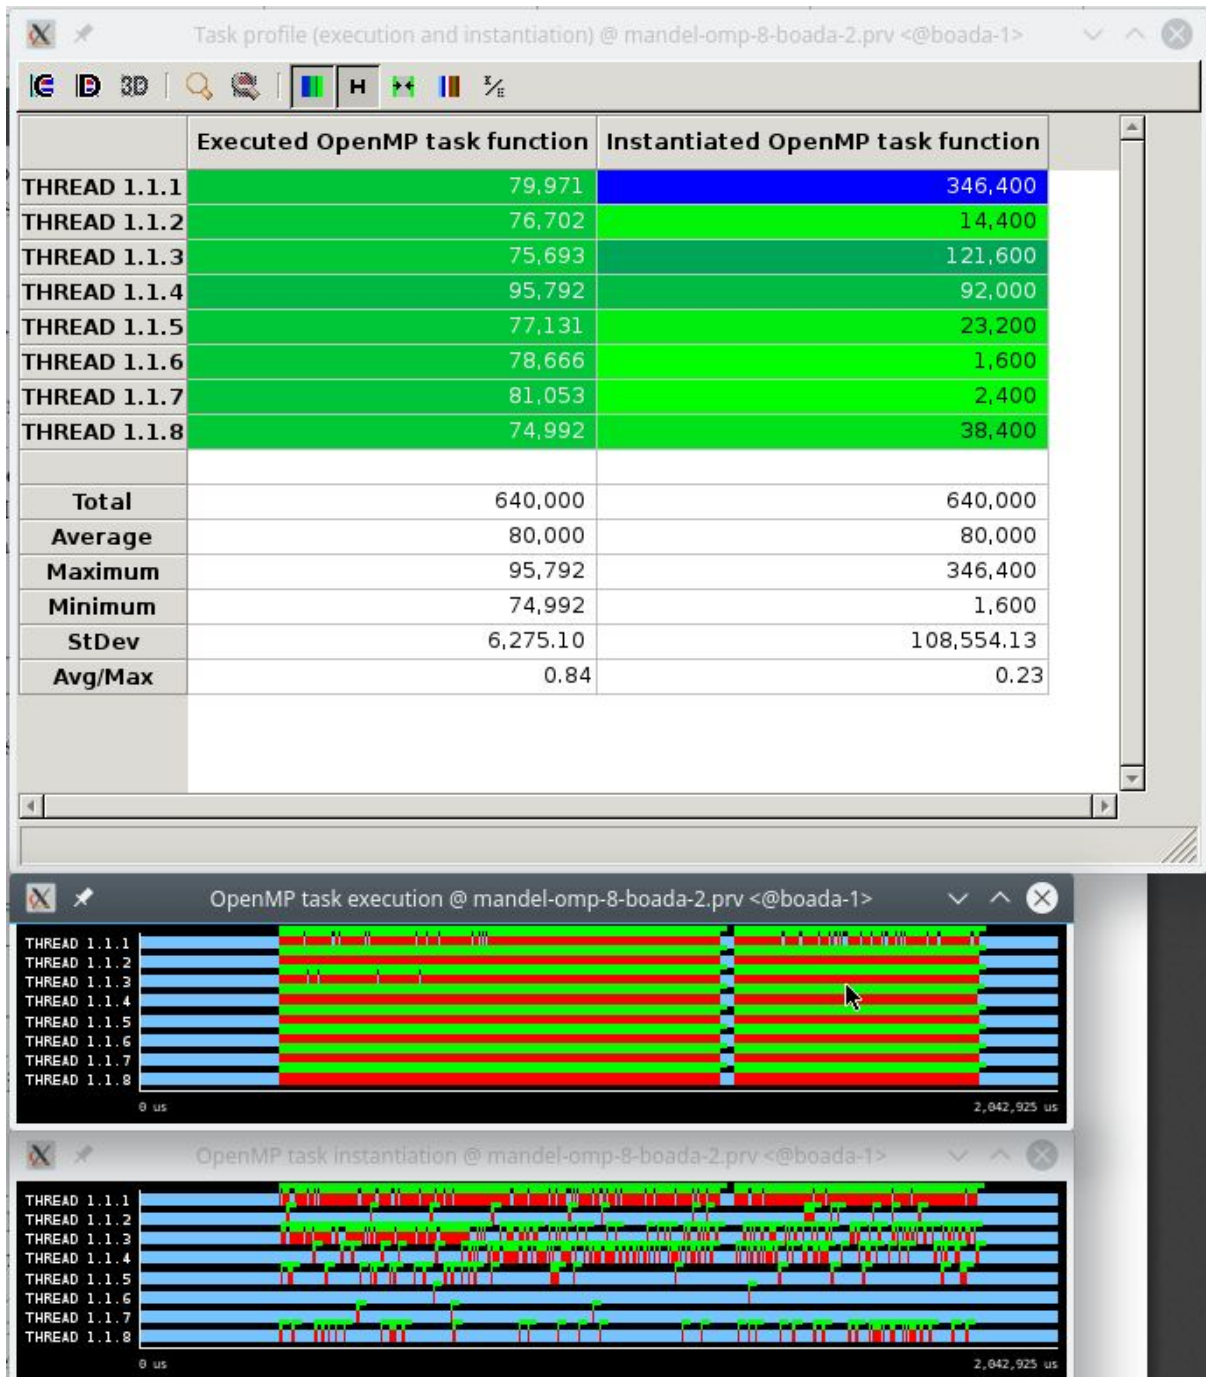 Task profile (execution and instantiation) @ mandel-omp-8-boada-2.prv <@boada-1>
3D
H
Executed OpenMP task function Instantiated OpenMP task function
THREAD 1.1.1 79,971 346,400
THREAD 1.1.2 76,702 14,400
THREAD 1.1.3 75,693 121,600
THREAD 1.1.4 95,792 92,000
THREAD 1.1.5 77,131 23,200
THREAD 1.1.6 78,666 1,600
THREAD 1.1.7 81,053 2,400
THREAD 1.1.8 74,992 38,400
Total 640,000 640,000
Average 80,000 80,000
Maximum 95,792 346,400
Minimum 74,992 1,600
StDev 6,275.10 108,554.13
Avg/Max 0.84 0.23
OpenMP task execution @ mandel-omp-8-boada-2.prv <@boada-1>
THREAD 1.1.1
THREAD 1.1.2
THREAD 1.1.3
THREAD 1.1.4
THREAD 1.1.5
THREAD 1.1.6
THREAD 1.1.7
THREAD 1.1.8
0 us 2,042,925 us
OpenMP task instantiation @ mandel-omp-8-boada-2.prv <@boada-1>
THREAD 1.1.1
THREAD 1.1.2
THREAD 1.1.3
THREAD 1.1.4
THREAD 1.1.5
THREAD 1.1.6
THREAD 1.1.7
THREAD 1.1.8
0 us 2,042,925 us